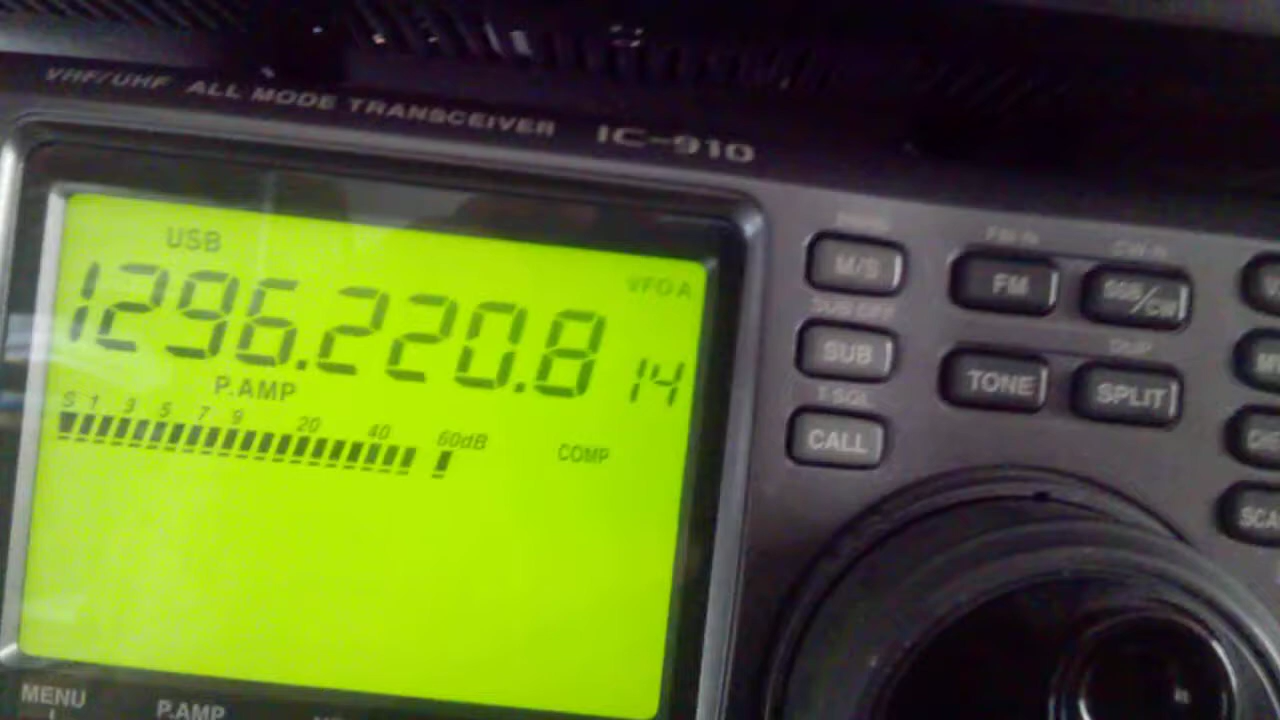 VHF/UHF ALL MODE TRANSCEIVER IC-910
USB
VFO A
1296.220.8 14
P.AMP
S 1 3 5 7 9 20 40 60dB
COMP
M/S
FM
SSB/CW
SUB
TONE
SPLIT
CALL
MENU
P.AMP